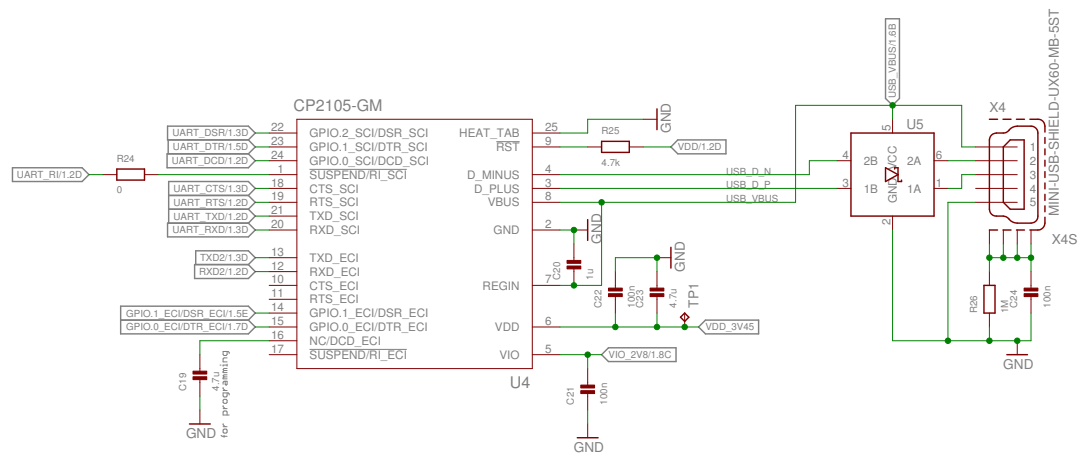 CP2105-GM
UART_DSR/1.3D
UART_DTR/1.5D
UART_DCD/1.2D
R24
0
UART_RI/1.2D
UART_CTS/1.3D
UART_RTS/1.2D
UART_TXD/1.2D
UART_RXD/1.3D
TXD2/1.3D
RXD2/1.2D
GPIO.1_ECI/DSR_ECI/1.5E
GPIO.0_ECI/DTR_ECI/1.7D
22 GPIO.2_SCI/DSR_SCI
23 GPIO.1_SCI/DTR_SCI
24 GPIO.0_SCI/DCD_SCI
1 SUSPEND/RI_SCI
18 CTS_SCI
19 RTS_SCI
21 TXD_SCI
20 RXD_SCI
13 TXD_ECI
12 RXD_ECI
10 CTS_ECI
11 RTS_ECI
14 GPIO.1_ECI/DSR_ECI
15 GPIO.0_ECI/DTR_ECI
16 NC/DCD_ECI
17 SUSPEND/RI_ECI
HEAT_TAB 25
RST 9
D_MINUS 4
D_PLUS 3
VBUS 8
GND 2
REGIN 7
VDD 6
VIO 5
U4
C19
4.7u
for programming
GND
GND
R25
4.7k
VDD/1.2D
USB_D_N
USB_D_P
USB_VBUS
GND
C20
1u
GND
C22
100n
C23
4.7u
TP1
VDD_3V45
VIO_2V8/1.8C
C21
100n
GND
USB_VBUS/1.6B
U5
5
4 2B 2A 6
3 1B 1A 1
GND VCC
2
X4
1
2
3
4
5
MINI-USB-SHIELD-UX60-MB-5ST
X4S
R26
1M
C24
100n
GND